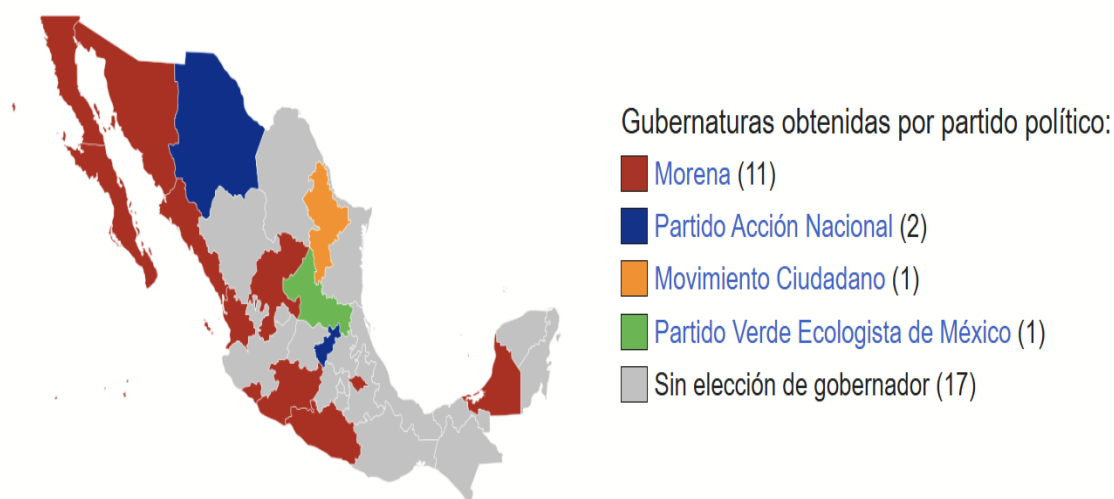 Gubernaturas obtenidas por partido político:
Morena (11)
Partido Acción Nacional (2)
Movimiento Ciudadano (1)
Partido Verde Ecologista de México (1)
Sin elección de gobernador (17)